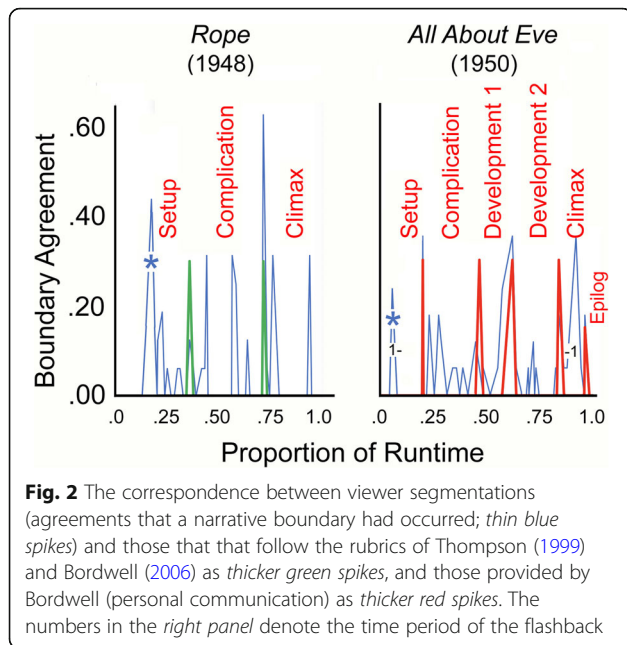 Rope
(1948)
All About Eve
(1950)
Boundary Agreement
.60
.40
.20
.00
Setup
Complication
Climax
*
.0 .25 .50 .75 1.0
Setup
Complication
Development 1
Development 2
Climax
Epilog
*
1-
-1
.0 .25 .50 .75 1.0
Proportion of Runtime
Fig. 2 The correspondence between viewer segmentations
(agreements that a narrative boundary had occurred; thin blue
spikes) and those that that follow the rubrics of Thompson (1999)
and Bordwell (2006) as thicker green spikes, and those provided by
Bordwell (personal communication) as thicker red spikes. The
numbers in the right panel denote the time period of the flashback